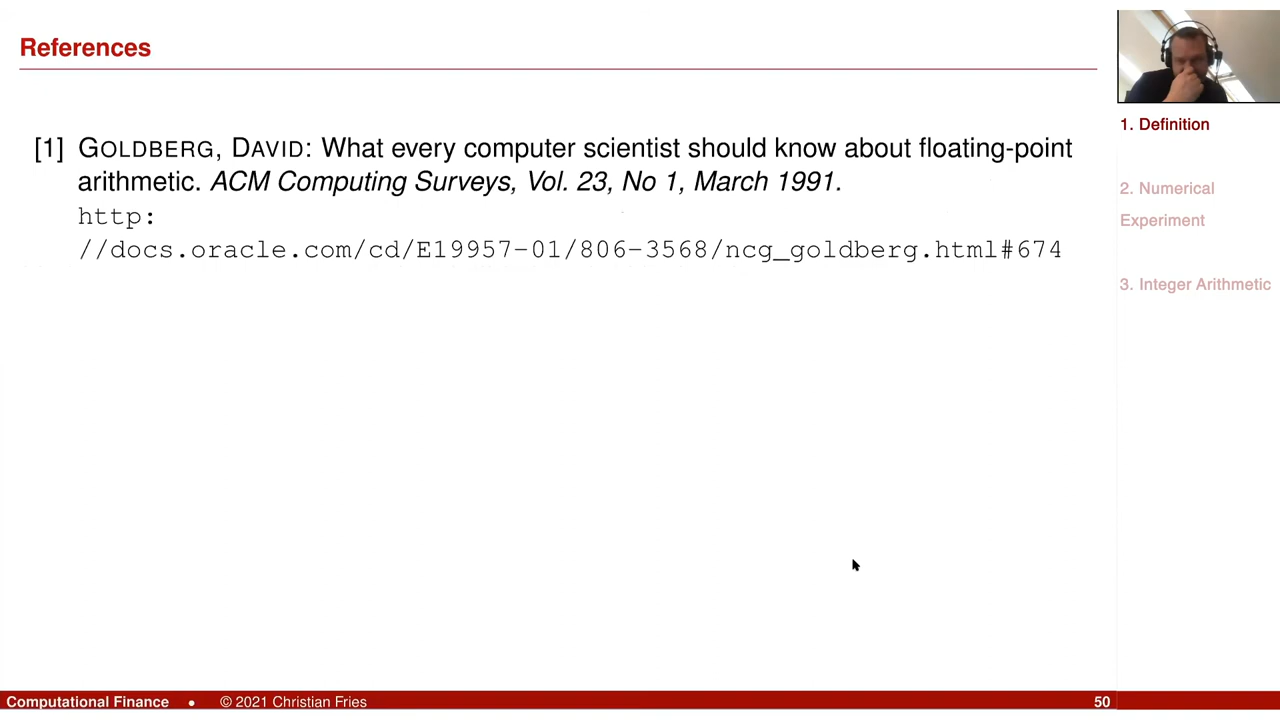 References
[1] GOLDBERG, DAVID: What every computer scientist should know about floating-point
arithmetic. ACM Computing Surveys, Vol. 23, No 1, March 1991.
http:
//docs.oracle.com/cd/E19957-01/806-3568/ncg_goldberg.html#674
1. Definition
2. Numerical
Experiment
3. Integer Arithmetic
Computational Finance • © 2021 Christian Fries 50